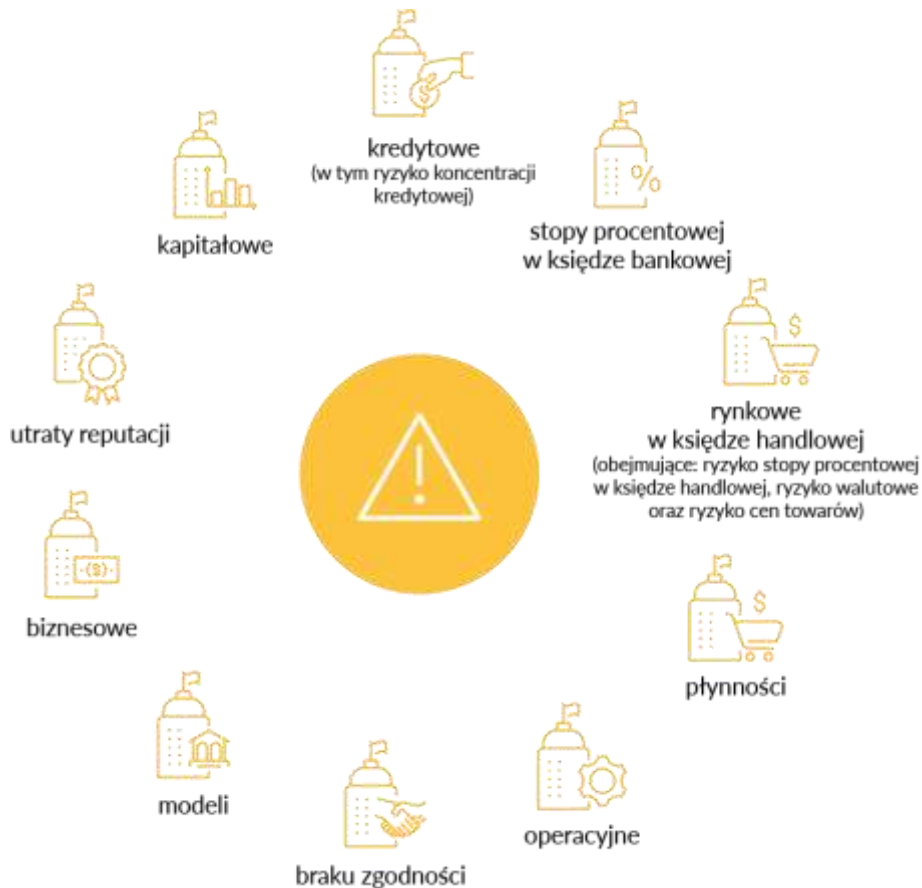 kredytowe
(w tym ryzyko koncentracji
kredytowej)
stopy procentowej
w księdze bankowej
rynkowe
w księdze handlowej
(obejmujące: ryzyko stopy procentowej
w księdze handlowej, ryzyko walutowe
oraz ryzyko cen towarów)
płynności
operacyjne
braku zgodności
modeli
biznesowe
utraty reputacji
kapitałowe